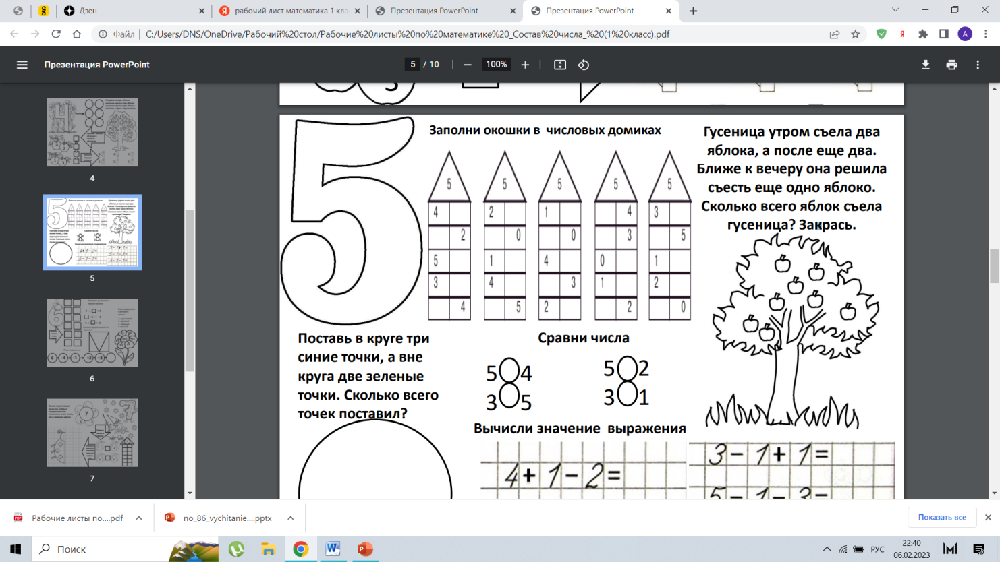 Дзен
рабочий лист математика 1 кла
Презентация PowerPoint
Презентация PowerPoint
Файл | C:/Users/DNS/OneDrive/Рабочий%20стол/Рабочие%20листы%20по%20математике%20_Состав%20числа_%20(1%20класс).pdf
Я
A
Презентация PowerPoint
5 / 10
100%
4
5
6
7
5
Заполни окошки в числовых домиках
5 5 5 5 5
4 2 1 4 3
2 0 0 3 5
5 1 4 0 1
3 4 3 1 2
4 5 2 2 0
Гусеница утром съела два
яблока, а после еще два.
Ближе к вечеру она решила
съесть еще одно яблоко.
Сколько всего яблок съела
гусеница? Закрась.
Поставь в круге три
синие точки, а вне
круга две зеленые
точки. Сколько всего
точек поставил?
Сравни числа
5 4
3 5
5 2
3 1
Вычисли значение выражения
4+1-2=
3-1+1=
5-1-3=
Рабочие листы по....pdf
no_86_vychitanie....pptx
Показать все
Поиск
РУС
22:40
06.02.2023